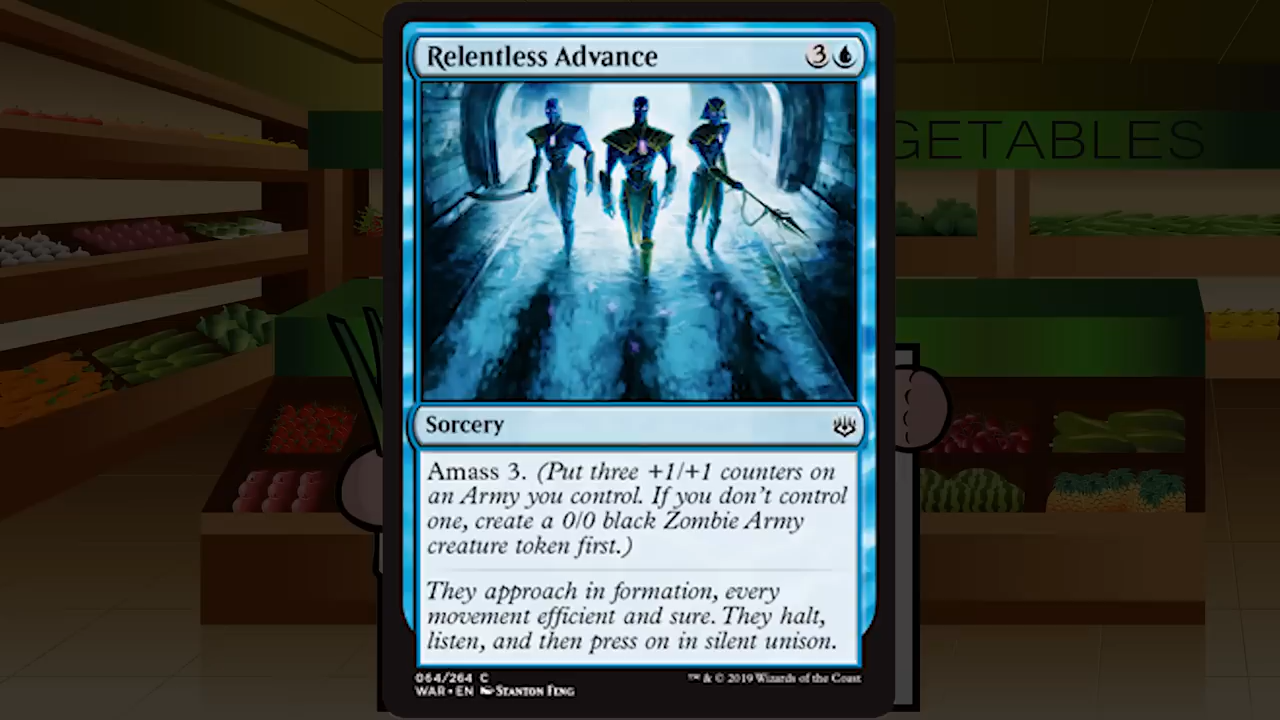 Relentless Advance 3
GETABLES
Sorcery
Amass 3. (Put three +1/+1 counters on
an Army you control. If you don't control
one, create a 0/0 black Zombie Army
creature token first.)
They approach in formation, every
movement efficient and sure. They halt,
listen, and then press on in silent unison.
064/264 C
WAR • EN Stanton Feng
™ & © 2019 Wizards of the Coast